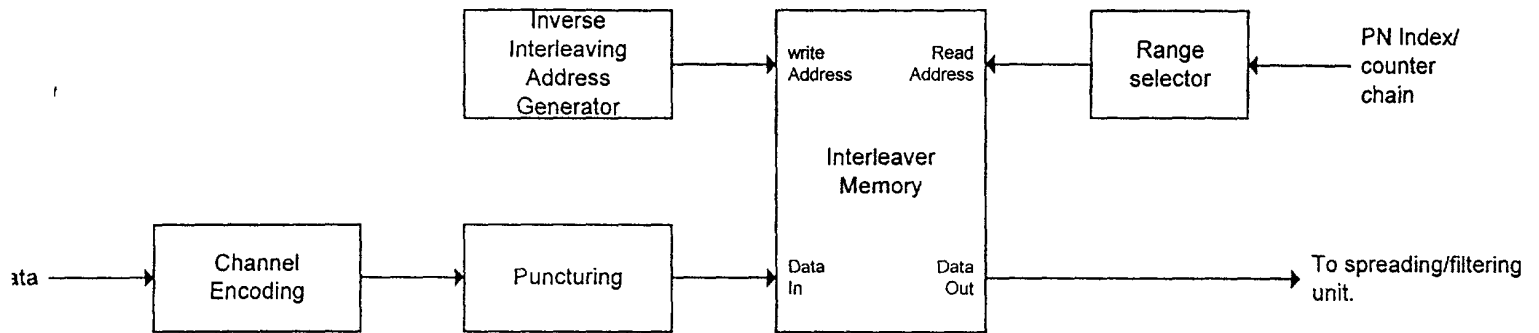 Inverse
Interleaving
Address
Generator
write
Address
Read
Address
Range
selector
PN Index/
counter
chain
Interleaver
Memory
ata
Channel
Encoding
Puncturing
Data
In
Data
Out
To spreading/filtering
unit.